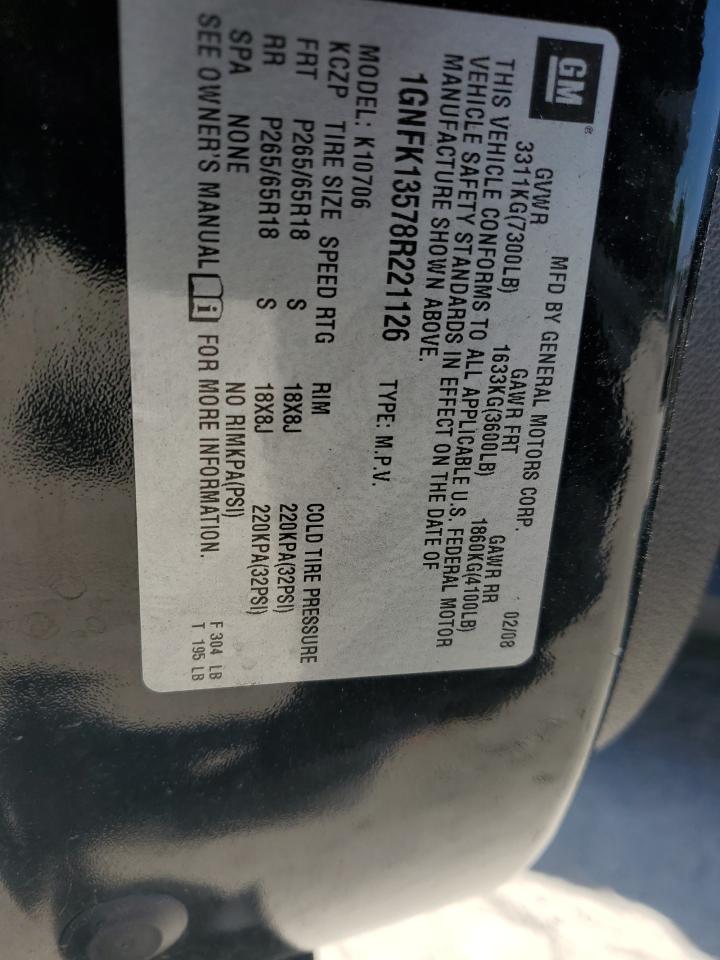 GM®
MFD BY GENERAL MOTORS CORP. 02/08
GVWR GAWR FRT GAWR RR
3311KG(7300LB) 1633KG(3600LB) 1860KG(4100LB)
THIS VEHICLE CONFORMS TO ALL APPLICABLE U.S. FEDERAL MOTOR
VEHICLE SAFETY STANDARDS IN EFFECT ON THE DATE OF
MANUFACTURE SHOWN ABOVE.
1GNFK13578R221126 TYPE: M.P.V.
MODEL: K10706
KCZP TIRE SIZE SPEED RTG RIM COLD TIRE PRESSURE
FRT P265/65R18 S 18X8J 220KPA(32PSI)
RR P265/65R18 S 18X8J 220KPA(32PSI)
SPA NONE NO RIMKPA(PSI)
SEE OWNER'S MANUAL FOR MORE INFORMATION.
F 304 LB
T 195 LB